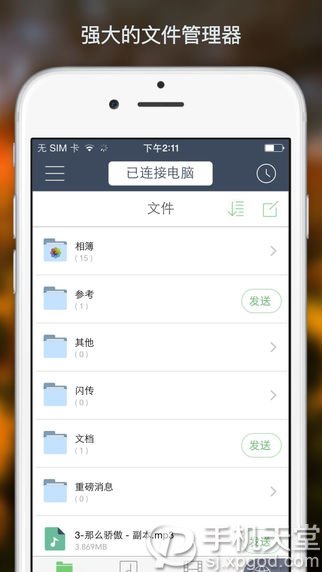 强大的文件管理器
无 SIM 卡
下午2:11
已连接电脑
文件
相簿
(15)
参考
(1)
发送
其他
(0)
闪传
(0)
文档
(1)
发送
重磅消息
(0)
3-那么骄傲 - 副本.mp3
3.869MB
发送
手机天堂
sjxpgod.com